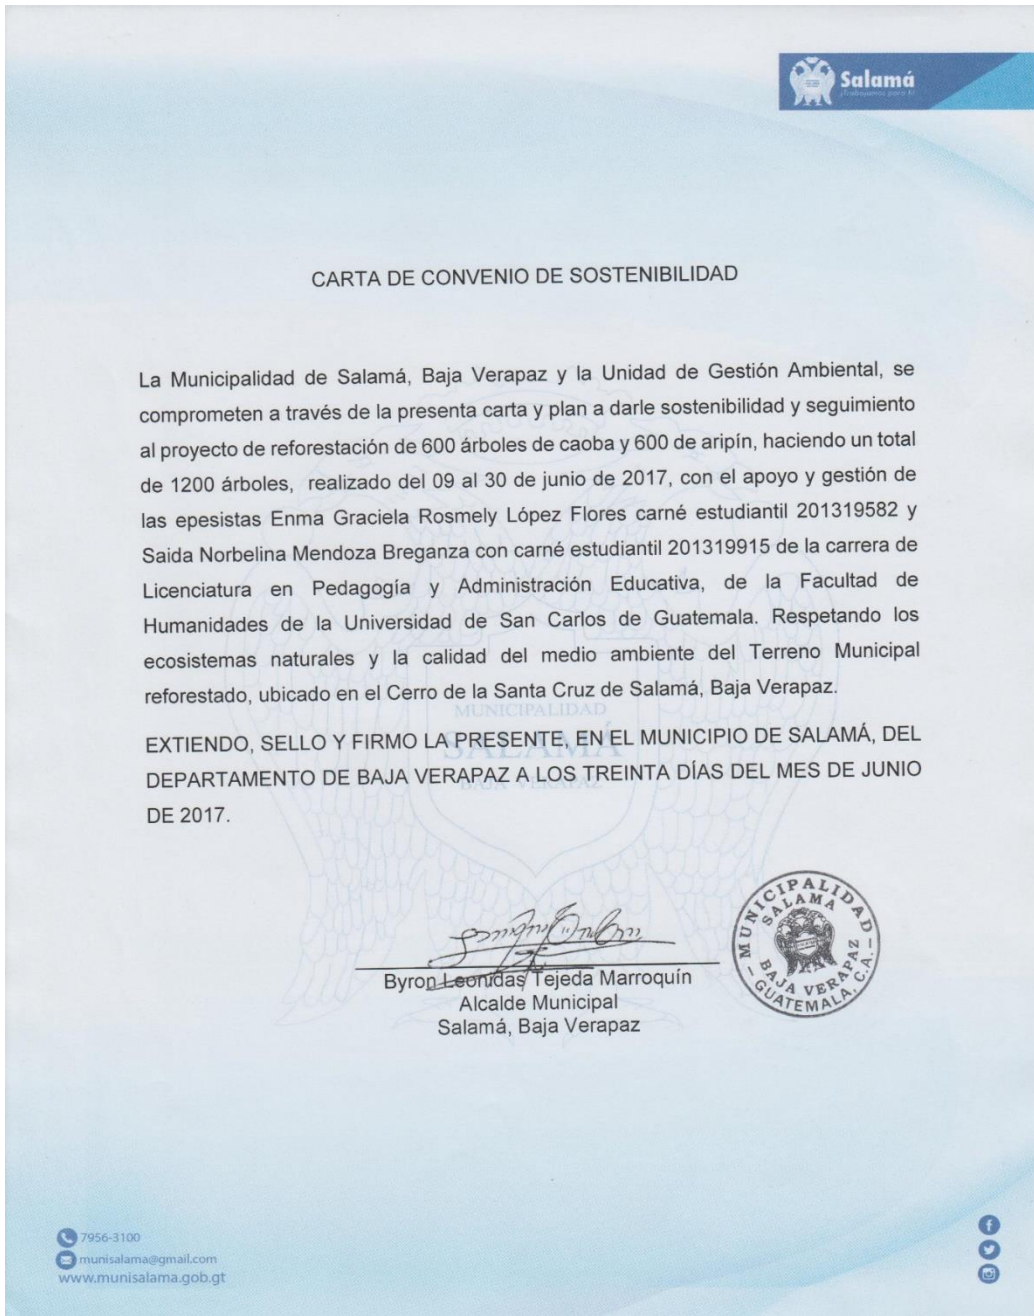 Salamá
CARTA DE CONVENIO DE SOSTENIBILIDAD
La Municipalidad de Salamá, Baja Verapaz y la Unidad de Gestión Ambiental, se
comprometen a través de la presenta carta y plan a darle sostenibilidad y seguimiento
al proyecto de reforestación de 600 árboles de caoba y 600 de aripín, haciendo un total
de 1200 árboles, realizado del 09 al 30 de junio de 2017, con el apoyo y gestión de
las epesistas Enma Graciela Rosmely López Flores carné estudiantil 201319582 y
Saida Norbelina Mendoza Breganza con carné estudiantil 201319915 de la carrera de
Licenciatura en Pedagogía y Administración Educativa, de la Facultad de
Humanidades de la Universidad de San Carlos de Guatemala. Respetando los
ecosistemas naturales y la calidad del medio ambiente del Terreno Municipal
reforestado, ubicado en el Cerro de la Santa Cruz de Salamá, Baja Verapaz.
MUNICIPALIDAD
SALAMÁ
BAJA VERAPAZ
EXTIENDO, SELLO Y FIRMO LA PRESENTE, EN EL MUNICIPIO DE SALAMÁ, DEL
DEPARTAMENTO DE BAJA VERAPAZ A LOS TREINTA DÍAS DEL MES DE JUNIO
DE 2017.
Byron Leonidas Tejeda Marroquín
Alcalde Municipal
Salamá, Baja Verapaz
MUNICIPALIDAD
SALAMA
BAJA VERAPAZ
GUATEMALA, C.A.
7956-3100
munisalama@gmail.com
www.munisalama.gob.gt